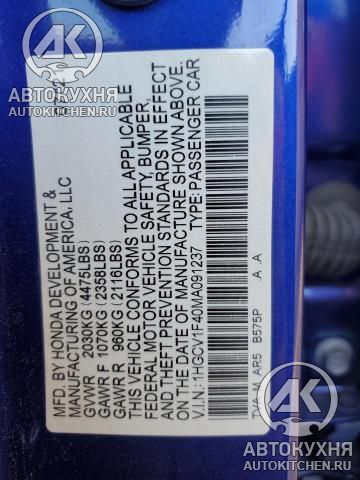 MFD. BY HONDA DEVELOPMENT &
MANUFACTURING OF AMERICA, LLC
GVWR 2030KG (4475LBS)
GAWR F 1070KG (2358LBS)
GAWR R 960KG (2116LBS)
THIS VEHICLE CONFORMS TO ALL APPLICABLE
FEDERAL MOTOR VEHICLE SAFETY, BUMPER,
AND THEFT PREVENTION STANDARDS IN EFFECT
ON THE DATE OF MANUFACTURE SHOWN ABOVE.
V.I.N.: 1HGCV1F40MA091237 TYPE: PASSENGER CAR
AR5 B575P A A
АК
АВТОКУХНЯ
AUTOKITCHEN.RU
АК
АВТОКУХНЯ
AUTOKITCHEN.RU